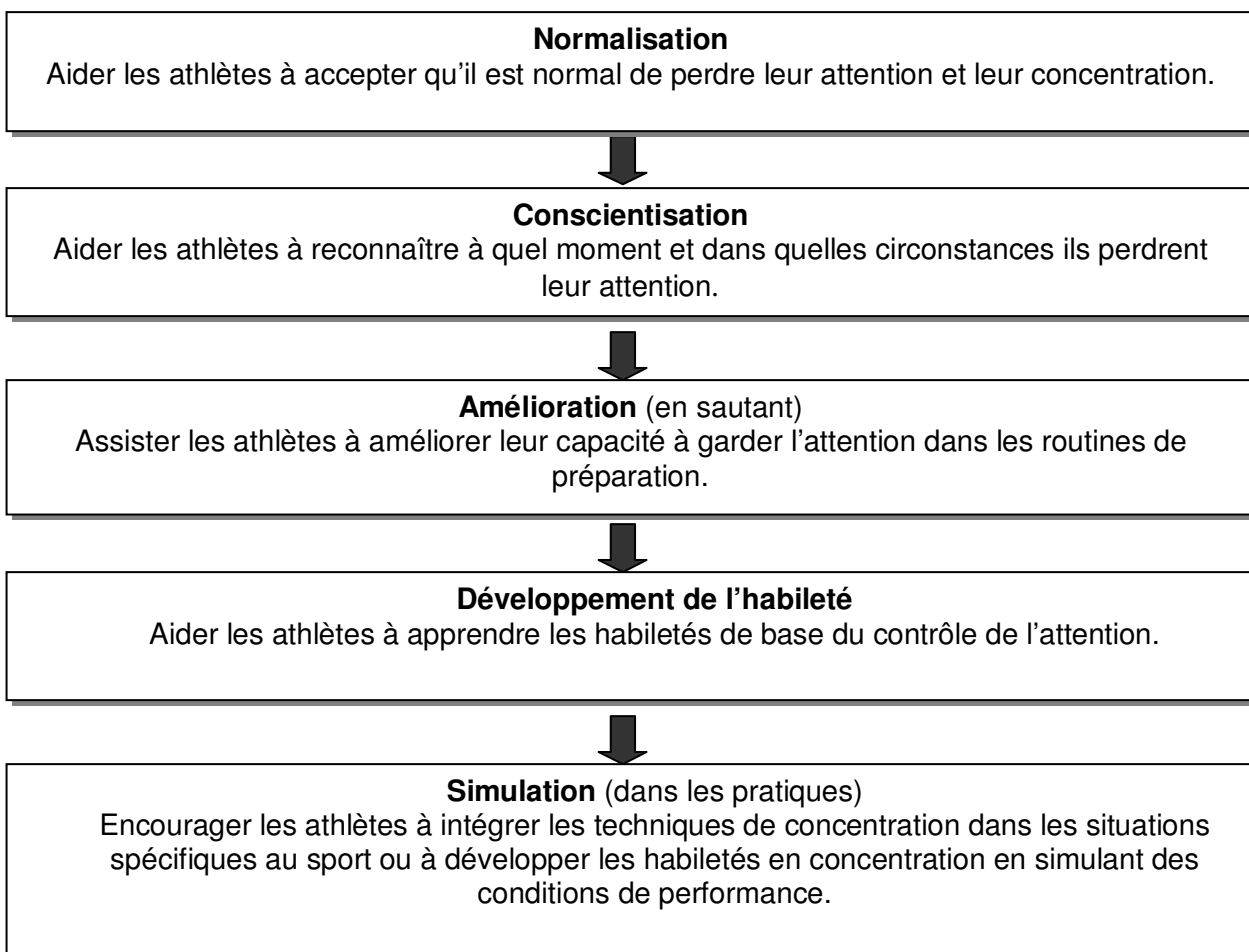 Normalisation
Aider les athlètes à accepter qu'il est normal de perdre leur attention et leur concentration.
Conscientisation
Aider les athlètes à reconnaître à quel moment et dans quelles circonstances ils perdrent
leur attention.
Amélioration (en sautant)
Assister les athlètes à améliorer leur capacité à garder l'attention dans les routines de
préparation.
Développement de l'habileté
Aider les athlètes à apprendre les habiletés de base du contrôle de l'attention.
Simulation (dans les pratiques)
Encourager les athlètes à intégrer les techniques de concentration dans les situations
spécifiques au sport ou à développer les habiletés en concentration en simulant des
conditions de performance.